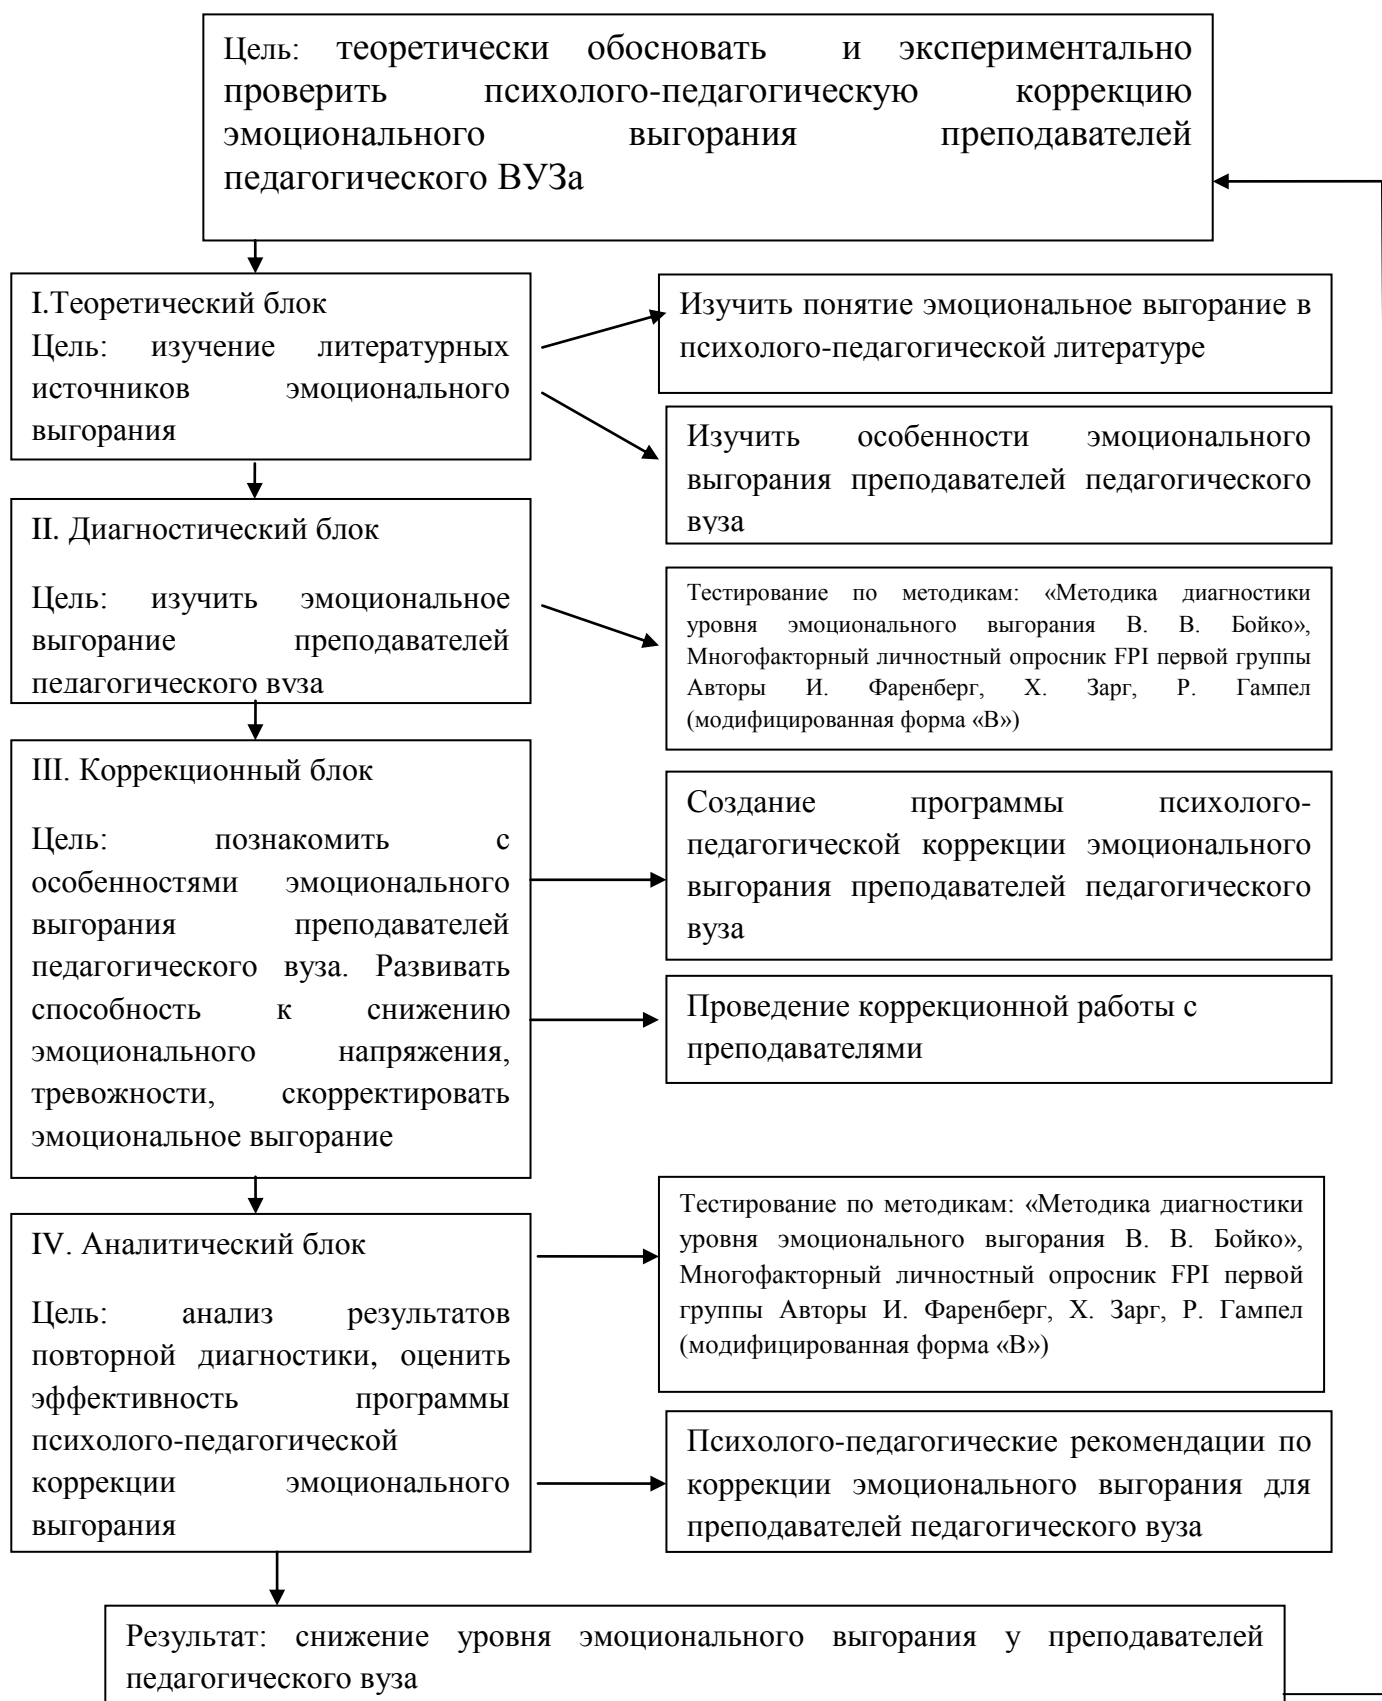 Цель: теоретически обосновать и экспериментально
проверить психолого-педагогическую коррекцию
эмоционального выгорания преподавателей
педагогического ВУЗа
I.Теоретический блок
Цель: изучение литературных
источников эмоционального
выгорания
Изучить понятие эмоциональное выгорание в
психолого-педагогической литературе
Изучить особенности эмоционального
выгорания преподавателей педагогического
вуза
II. Диагностический блок
Цель: изучить эмоциональное
выгорание преподавателей
педагогического вуза
Тестирование по методикам: «Методика диагностики
уровня эмоционального выгорания В. В. Бойко»,
Многофакторный личностный опросник FPI первой группы
Авторы И. Фаренберг, Х. Зарг, Р. Гампел
(модифицированная форма «В»)
III. Коррекционный блок
Цель: познакомить с
особенностями эмоционального
выгорания преподавателей
педагогического вуза. Развивать
способность к снижению
эмоционального напряжения,
тревожности, скорректировать
эмоциональное выгорание
Создание программы психолого-
педагогической коррекции эмоционального
выгорания преподавателей педагогического
вуза
Проведение коррекционной работы с
преподавателями
IV. Аналитический блок
Цель: анализ результатов
повторной диагностики, оценить
эффективность программы
психолого-педагогической
коррекции эмоционального
выгорания
Тестирование по методикам: «Методика диагностики
уровня эмоционального выгорания В. В. Бойко»,
Многофакторный личностный опросник FPI первой
группы Авторы И. Фаренберг, Х. Зарг, Р. Гампел
(модифицированная форма «В»)
Психолого-педагогические рекомендации по
коррекции эмоционального выгорания для
преподавателей педагогического вуза
Результат: снижение уровня эмоционального выгорания у преподавателей
педагогического вуза